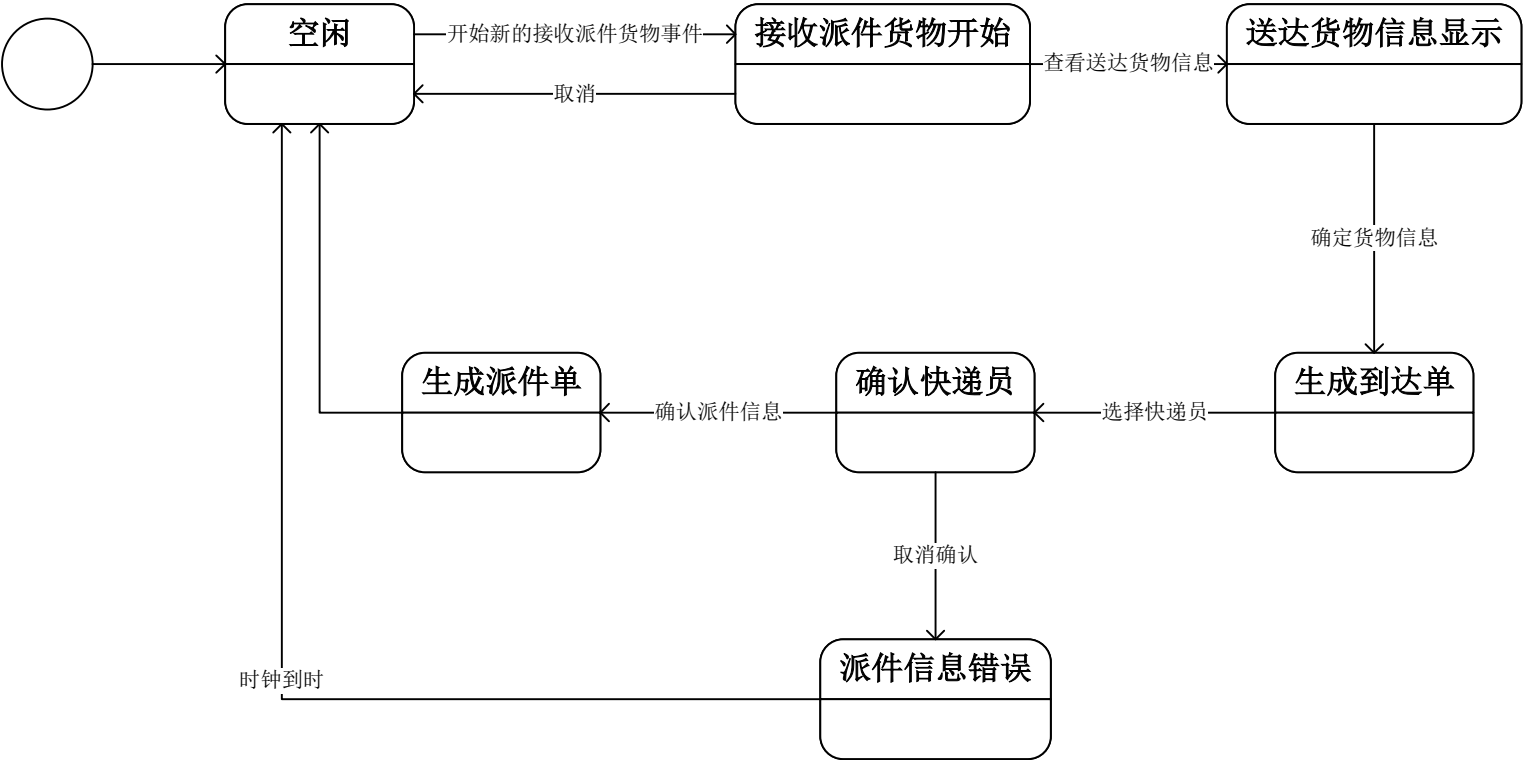 空闲
开始新的接收派件货物事件
接收派件货物开始
查看送达货物信息
送达货物信息显示
取消
确定货物信息
生成派件单
确认派件信息
确认快递员
选择快递员
生成到达单
取消确认
派件信息错误
时钟到时